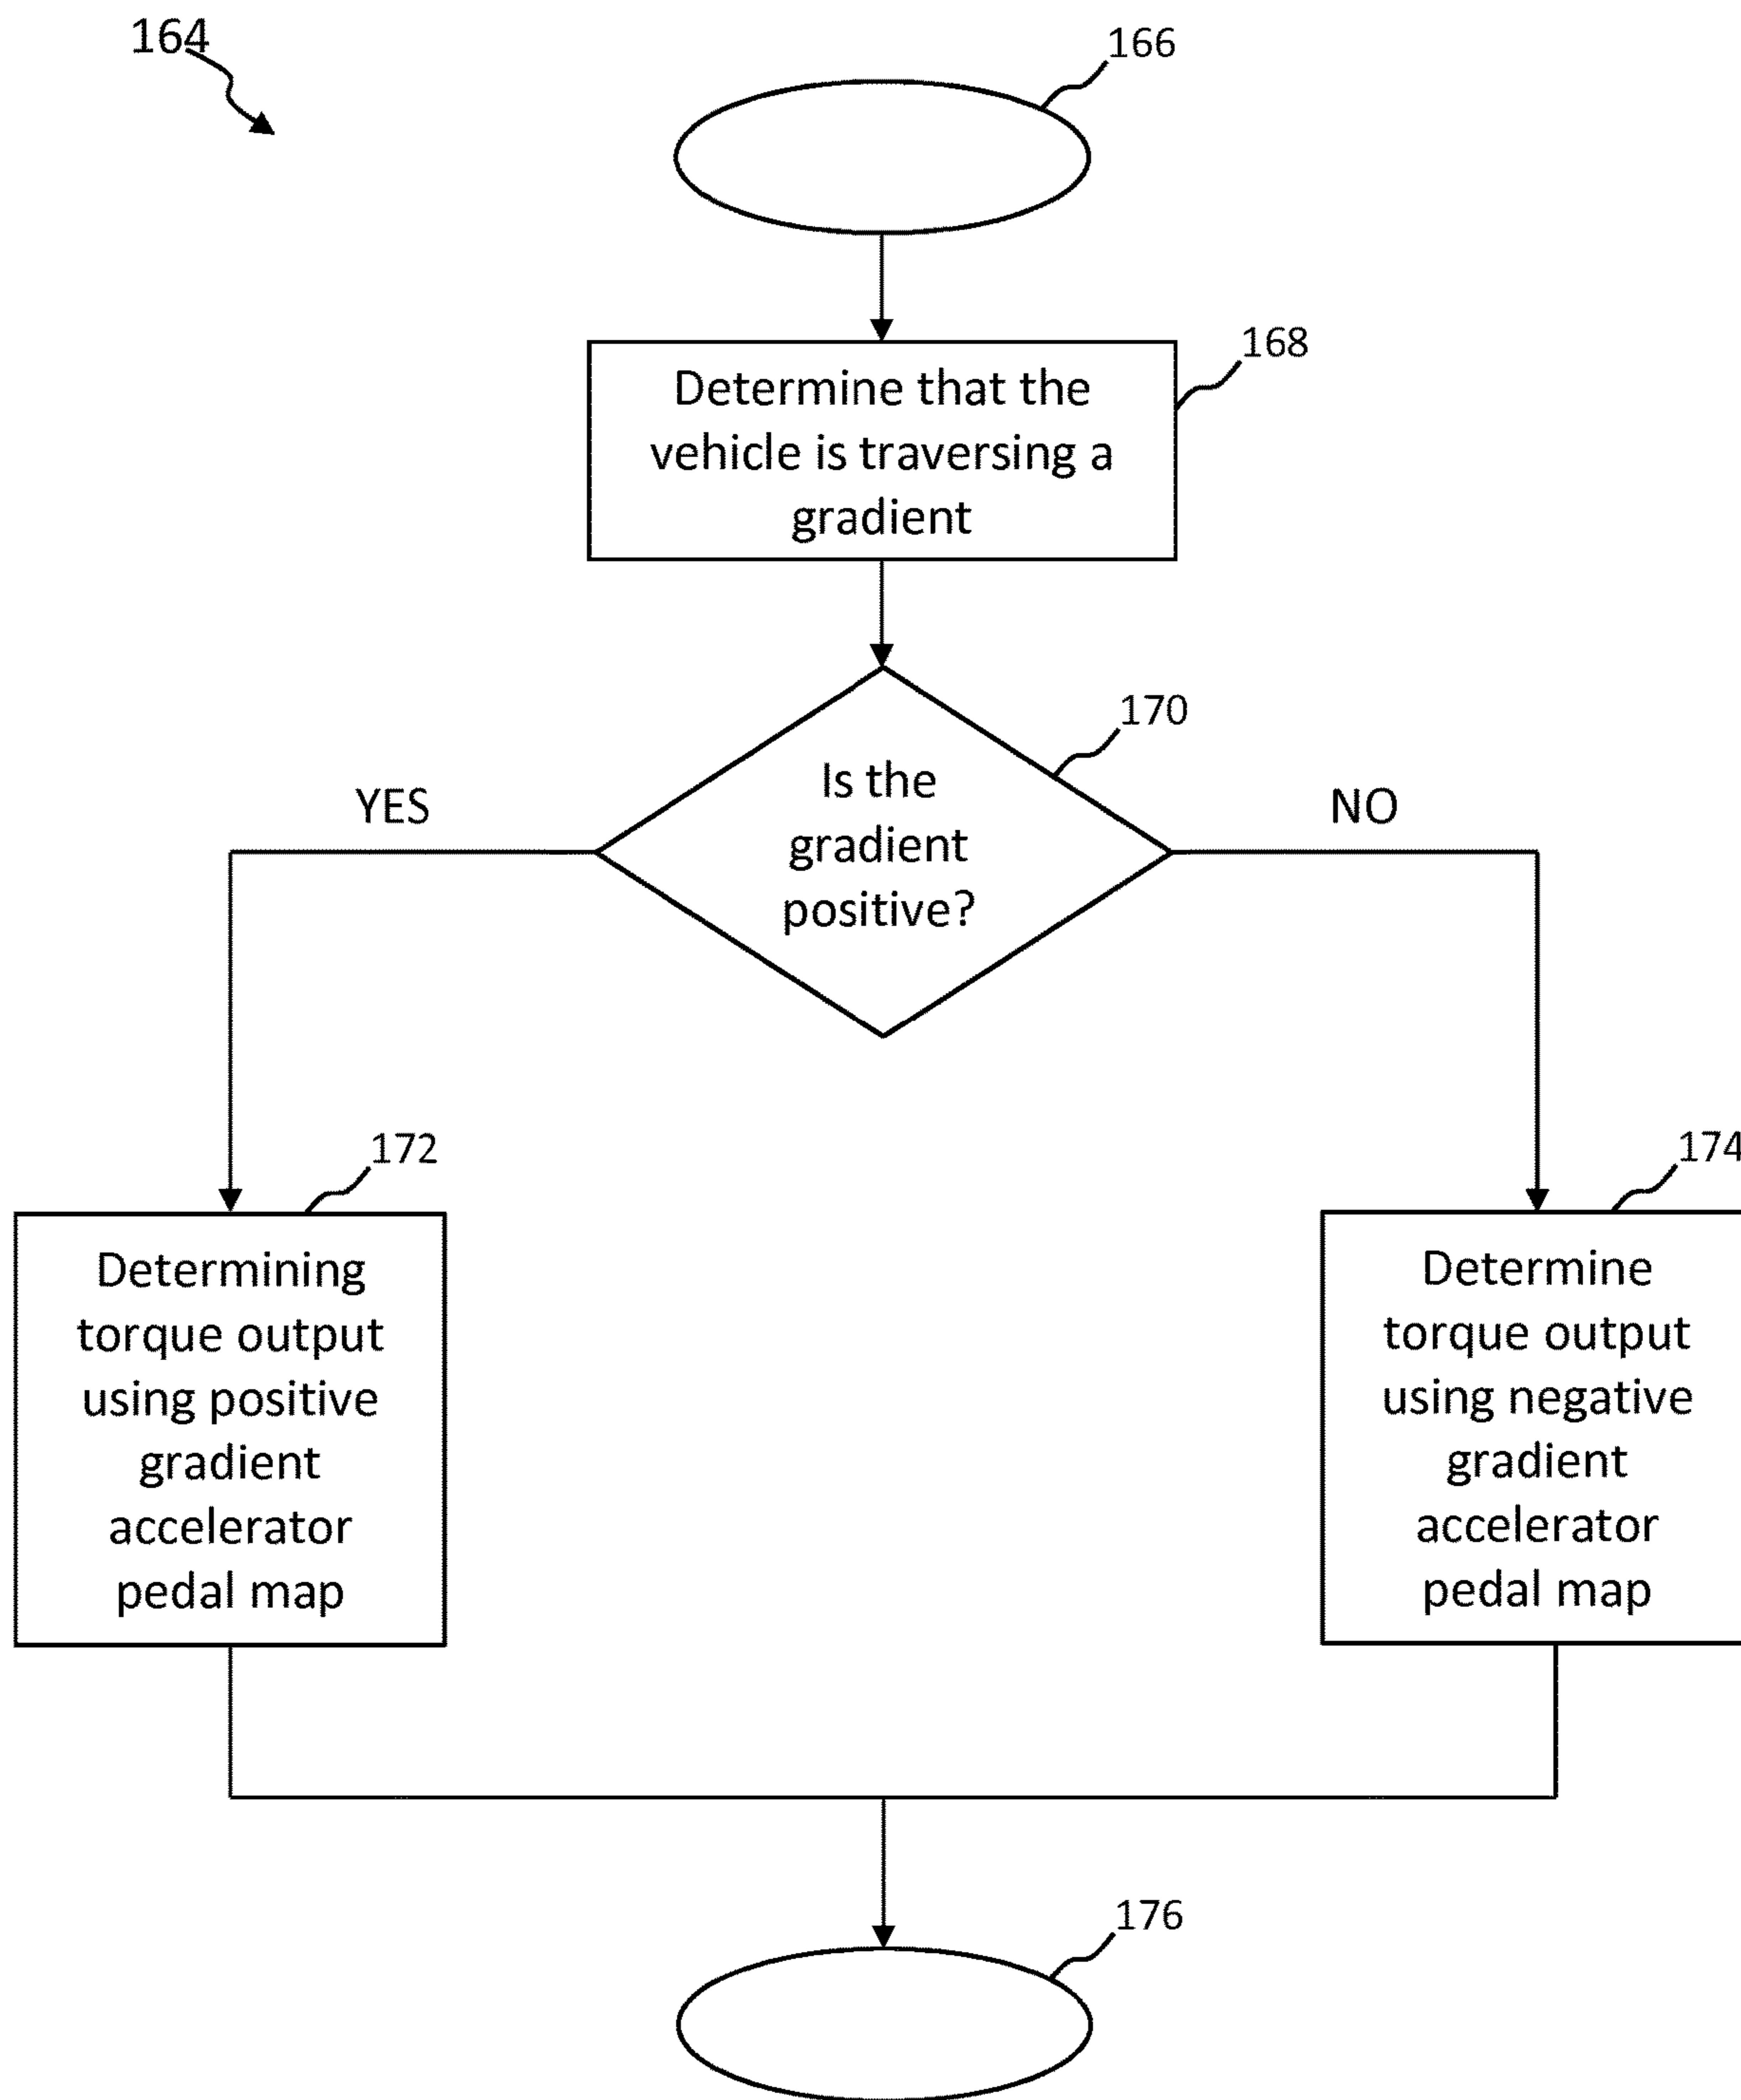 164
166
168
Determine that the
vehicle is traversing a
gradient
170
Is the
gradient
positive?
YES
NO
172
174
Determining
torque output
using positive
gradient
accelerator
pedal map
Determine
torque output
using negative
gradient
accelerator
pedal map
176